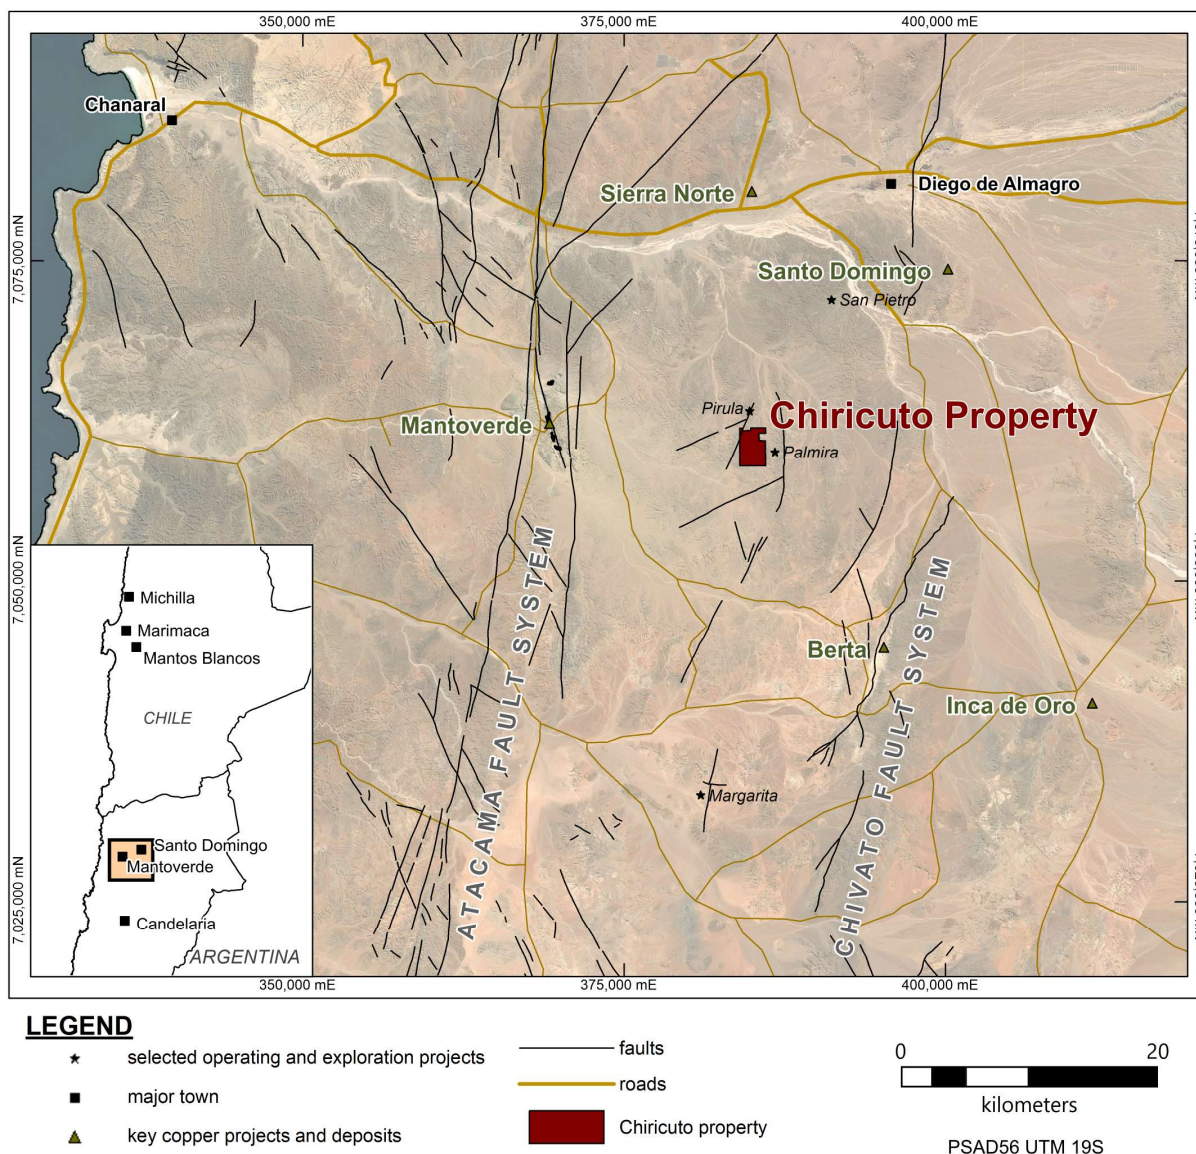 350,000 mE
375,000 mE
400,000 mE
Chanaral
Sierra Norte
Diego de Almagro
7,075,000 mN
Santo Domingo
San Pietro
Pirula
Chiricuto Property
Mantoverde
Palmira
7,050,000 mN
ATACAMA FAULT SYSTEM
CHIVATO FAULT SYSTEM
Berta
Inca de Oro
Margarita
7,025,000 mN
Michilla
Marimaca
Mantos Blancos
CHILE
Santo Domingo
Mantoverde
Candelaria
ARGENTINA
350,000 mE
375,000 mE
400,000 mE
LEGEND
selected operating and exploration projects
major town
key copper projects and deposits
faults
roads
Chiricuto property
0
20
kilometers
PSAD56 UTM 19S